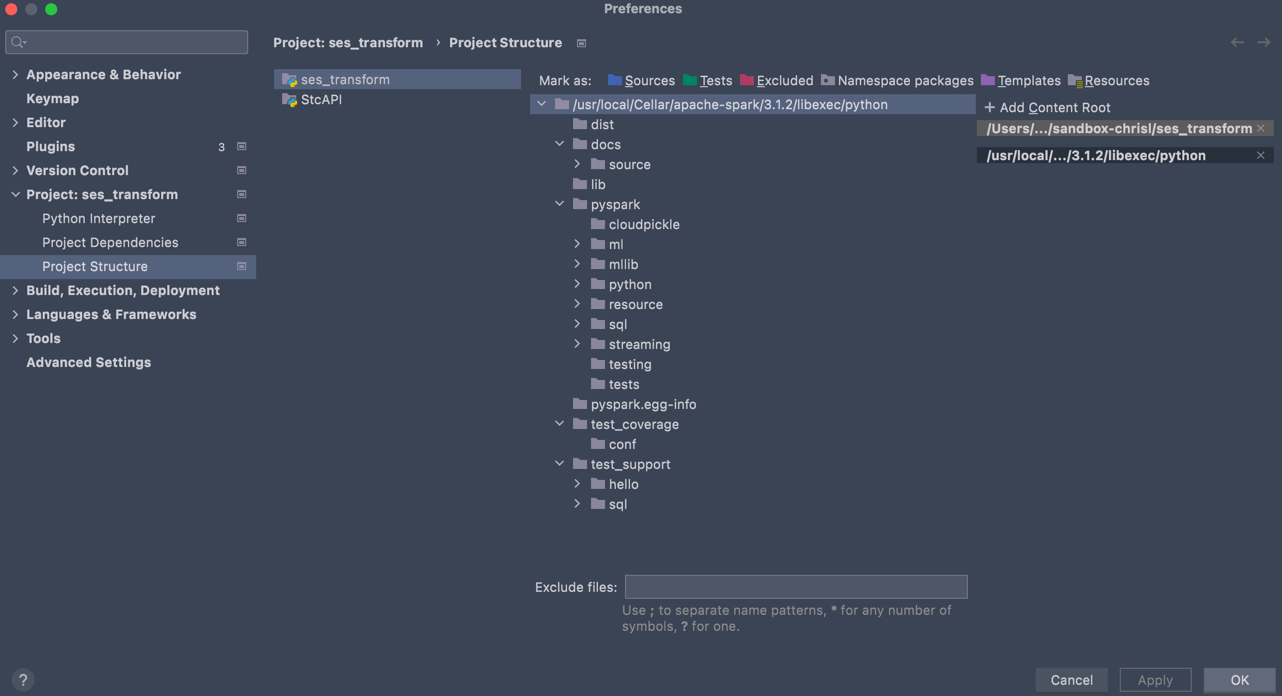 Preferences
Project: ses_transform › Project Structure
Appearance & Behavior
Keymap
Editor
Plugins 3
Version Control
Project: ses_transform
Python Interpreter
Project Dependencies
Project Structure
Build, Execution, Deployment
Languages & Frameworks
Tools
Advanced Settings
ses_transform
StcAPI
Mark as: Sources Tests Excluded Namespace packages Templates Resources
/usr/local/Cellar/apache-spark/3.1.2/libexec/python
dist
docs
source
lib
pyspark
cloudpickle
ml
mllib
python
resource
sql
streaming
testing
tests
pyspark.egg-info
test_coverage
conf
test_support
hello
sql
+ Add Content Root
/Users/.../sandbox-chrisl/ses_transform
/usr/local/.../3.1.2/libexec/python
Exclude files:
Use ; to separate name patterns, * for any number of
symbols, ? for one.
?
Cancel Apply OK